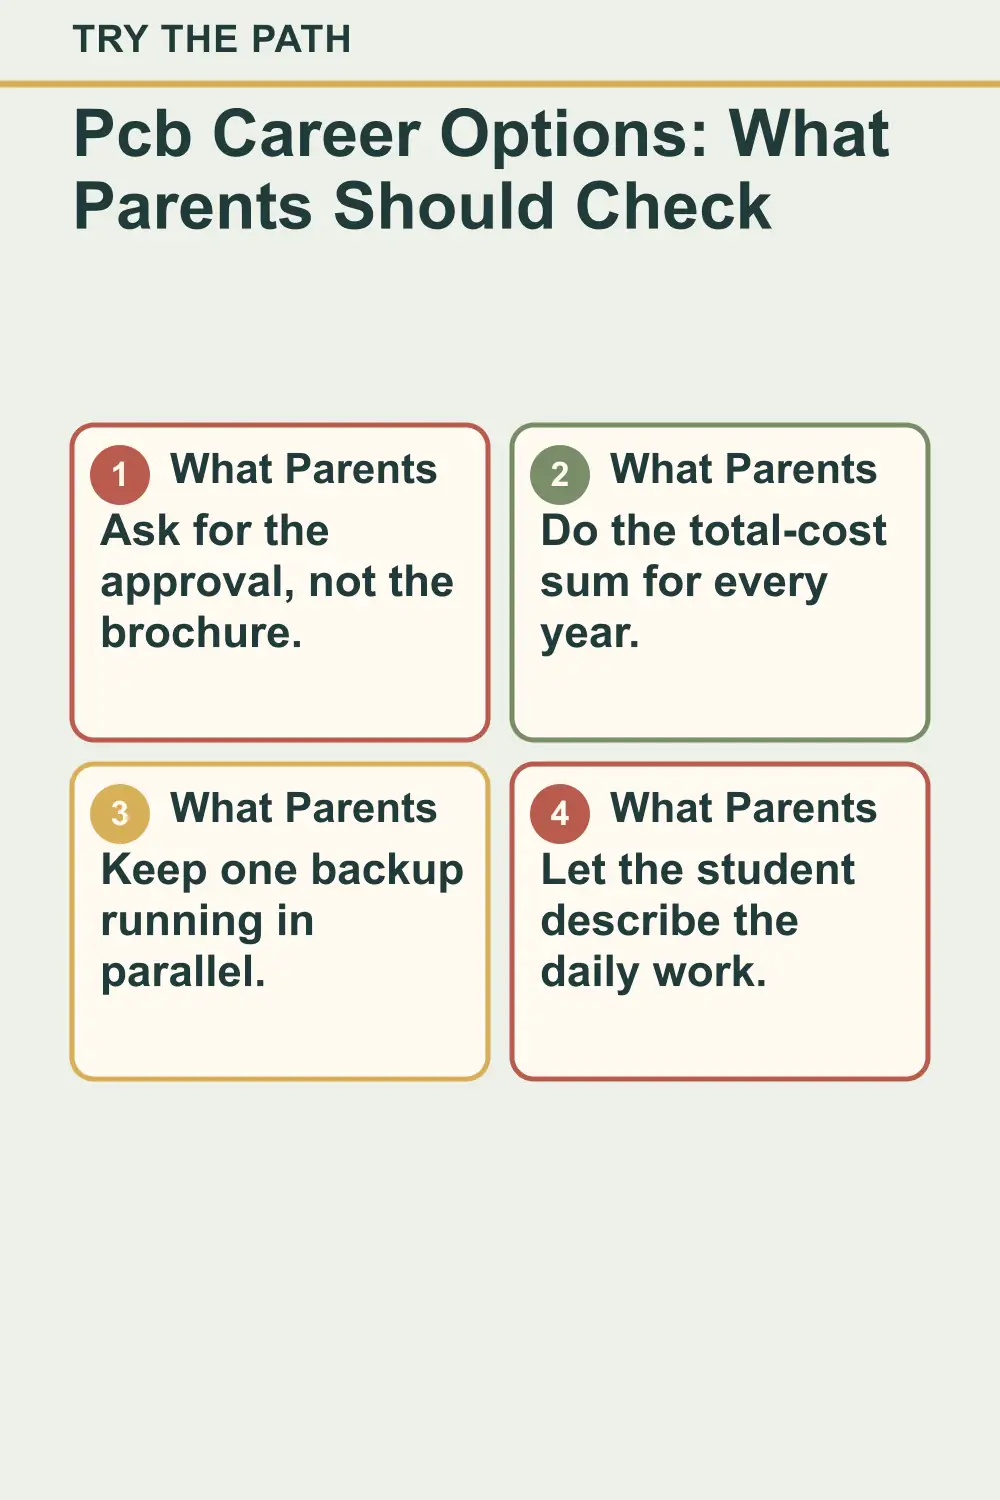 TRY THE PATH
Pcb Career Options: What
Parents Should Check
1 What Parents
Ask for the
approval, not the
brochure.
2 What Parents
Do the total-cost
sum for every
year.
3 What Parents
Keep one backup
running in
parallel.
4 What Parents
Let the student
describe the
daily work.